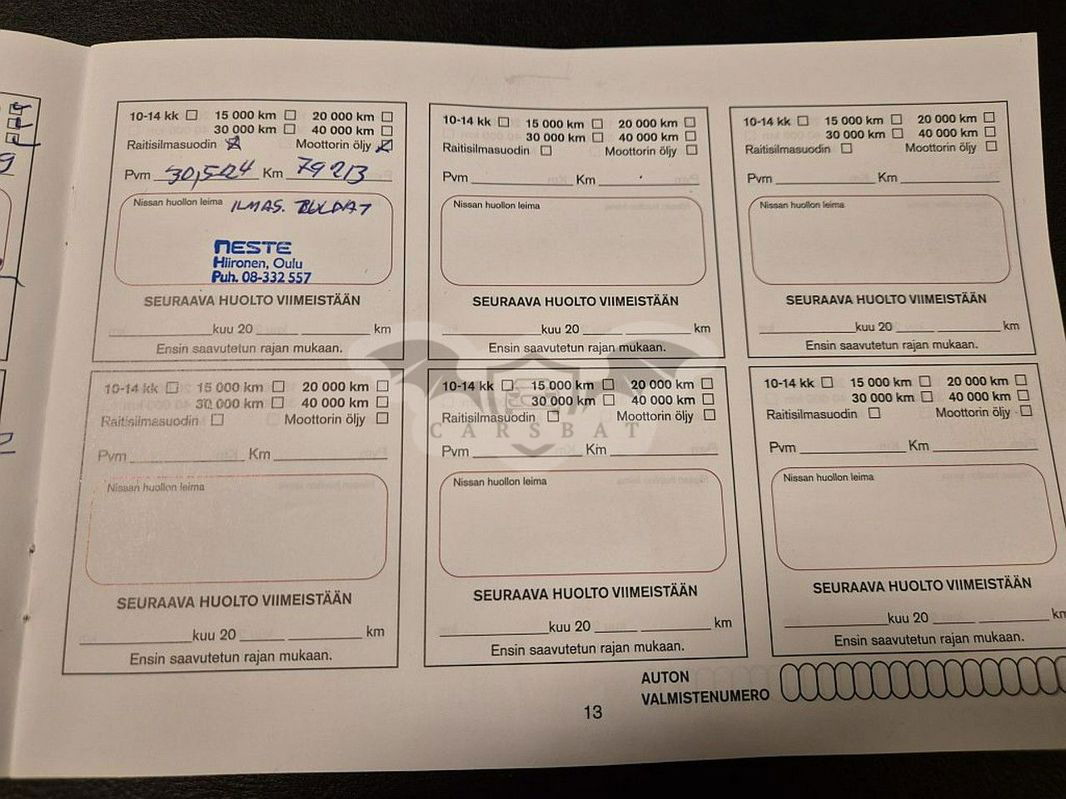 10-14 kk 15 000 km 20 000 km
30 000 km 40 000 km
Raitisilmasuodin Moottorin öljy
Pvm 30,5-24 Km 79213
Nissan huollon leima ILMAS.
NESTE
Hiironen, Oulu
Puh. 08-332 557
SEURAAVA HUOLTO VIIMEISTÄÄN
kuu 20 km
Ensin saavutetun rajan mukaan.
10-14 kk 15 000 km 20 000 km
30 000 km 40 000 km
Raitisilmasuodin Moottorin öljy
Pvm Km
Nissan huollon leima
SEURAAVA HUOLTO VIIMEISTÄÄN
kuu 20 km
Ensin saavutetun rajan mukaan.
10-14 kk 15 000 km 20 000 km
30 000 km 40 000 km
Raitisilmasuodin Moottorin öljy
Pvm Km
Nissan huollon leima
SEURAAVA HUOLTO VIIMEISTÄÄN
kuu 20 km
Ensin saavutetun rajan mukaan.
10-14 kk 15 000 km 20 000 km
30 000 km 40 000 km
Raitisilmasuodin Moottorin öljy
Pvm Km
Nissan huollon leima
SEURAAVA HUOLTO VIIMEISTÄÄN
kuu 20 km
Ensin saavutetun rajan mukaan.
10-14 kk 15 000 km 20 000 km
30 000 km 40 000 km
Raitisilmasuodin Moottorin öljy
CARSBAT
Pvm Km
Nissan huollon leima
SEURAAVA HUOLTO VIIMEISTÄÄN
kuu 20 km
Ensin saavutetun rajan mukaan.
10-14 kk 15 000 km 20 000 km
30 000 km 40 000 km
Raitisilmasuodin Moottorin öljy
Pvm Km
Nissan huollon leima
SEURAAVA HUOLTO VIIMEISTÄÄN
kuu 20 km
Ensin saavutetun rajan mukaan.
AUTON
VALMISTENUMERO
13